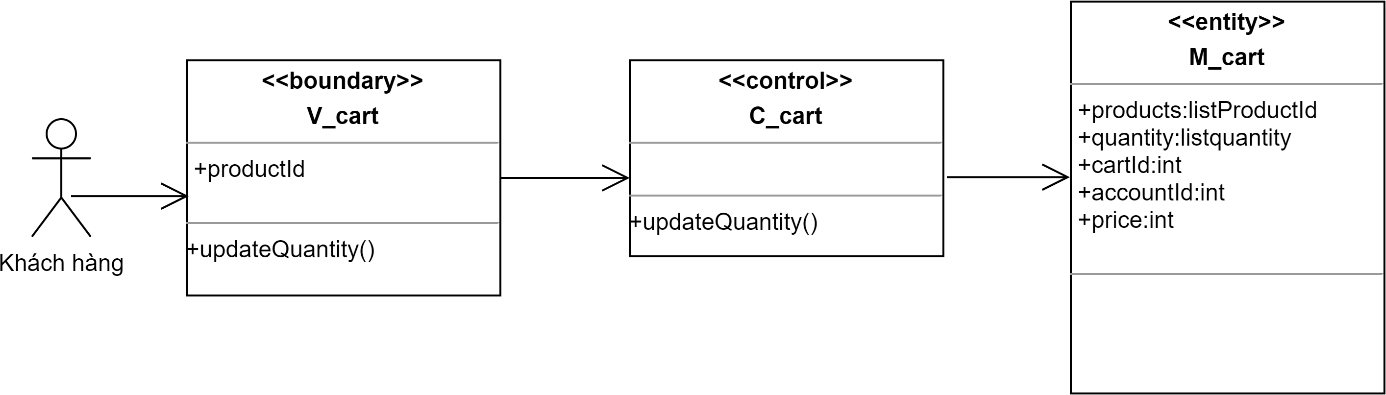 Khách hàng
<<boundary>>
V_cart
+productId
+updateQuantity()
<<control>>
C_cart
+updateQuantity()
<<entity>>
M_cart
+products:listProductId
+quantity:listquantity
+cartId:int
+accountId:int
+price:int